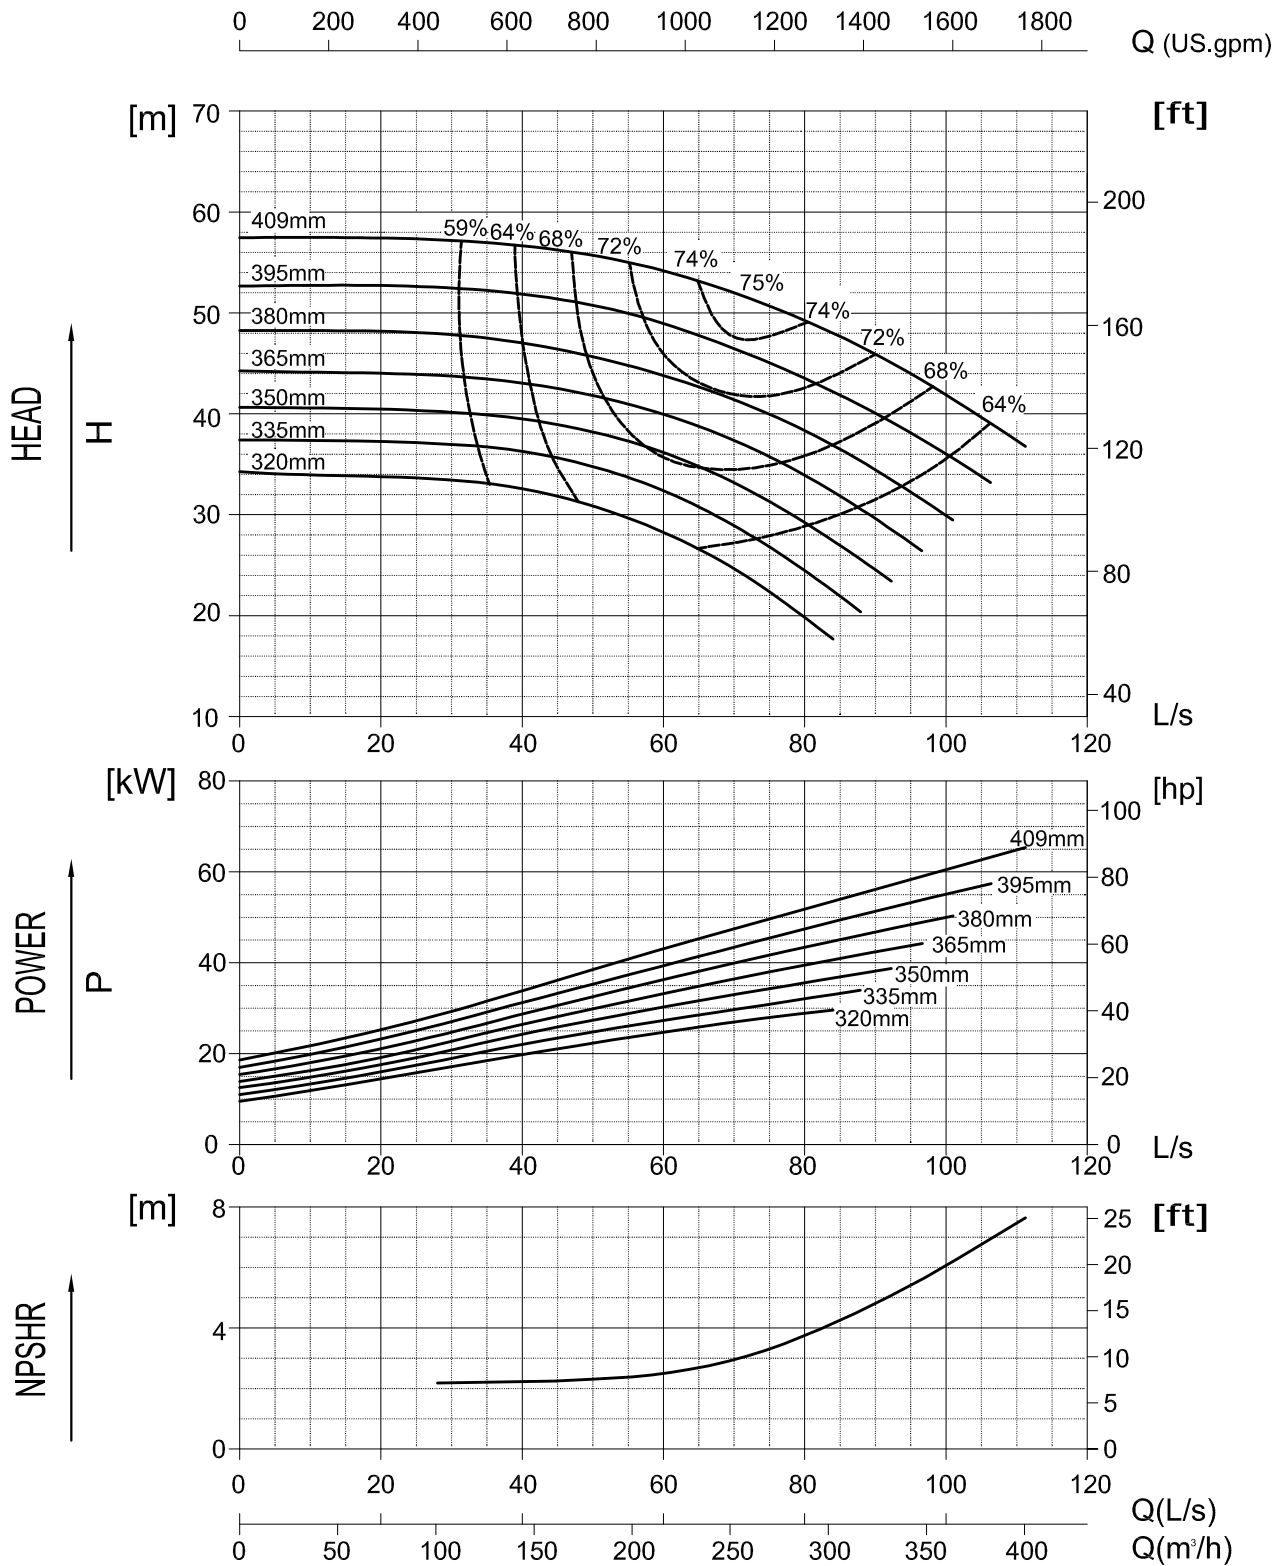 0 200 400 600 800 1000 1200 1400 1600 1800
Q (US.gpm)
[m] 70 [ft]
60 200
409mm
59% 64% 68% 72% 74% 75% 74% 72% 68% 64%
395mm
50 160
380mm
365mm
350mm
40 120
335mm
320mm
30
80
20
40
10 L/s
HEAD H
0 20 40 60 80 100 120
[kW] 80 [hp]
100
409mm
60 80
395mm
380mm
365mm
60
40
350mm
335mm
320mm
40
20 20
0 0 L/s
POWER P
0 20 40 60 80 100 120
[m] 8 [ft]
25
20
15
4
10
5
0 0
NPSHR
0 20 40 60 80 100 120
Q(L/s)
0 50 100 150 200 250 300 350 400
Q(m³/h)